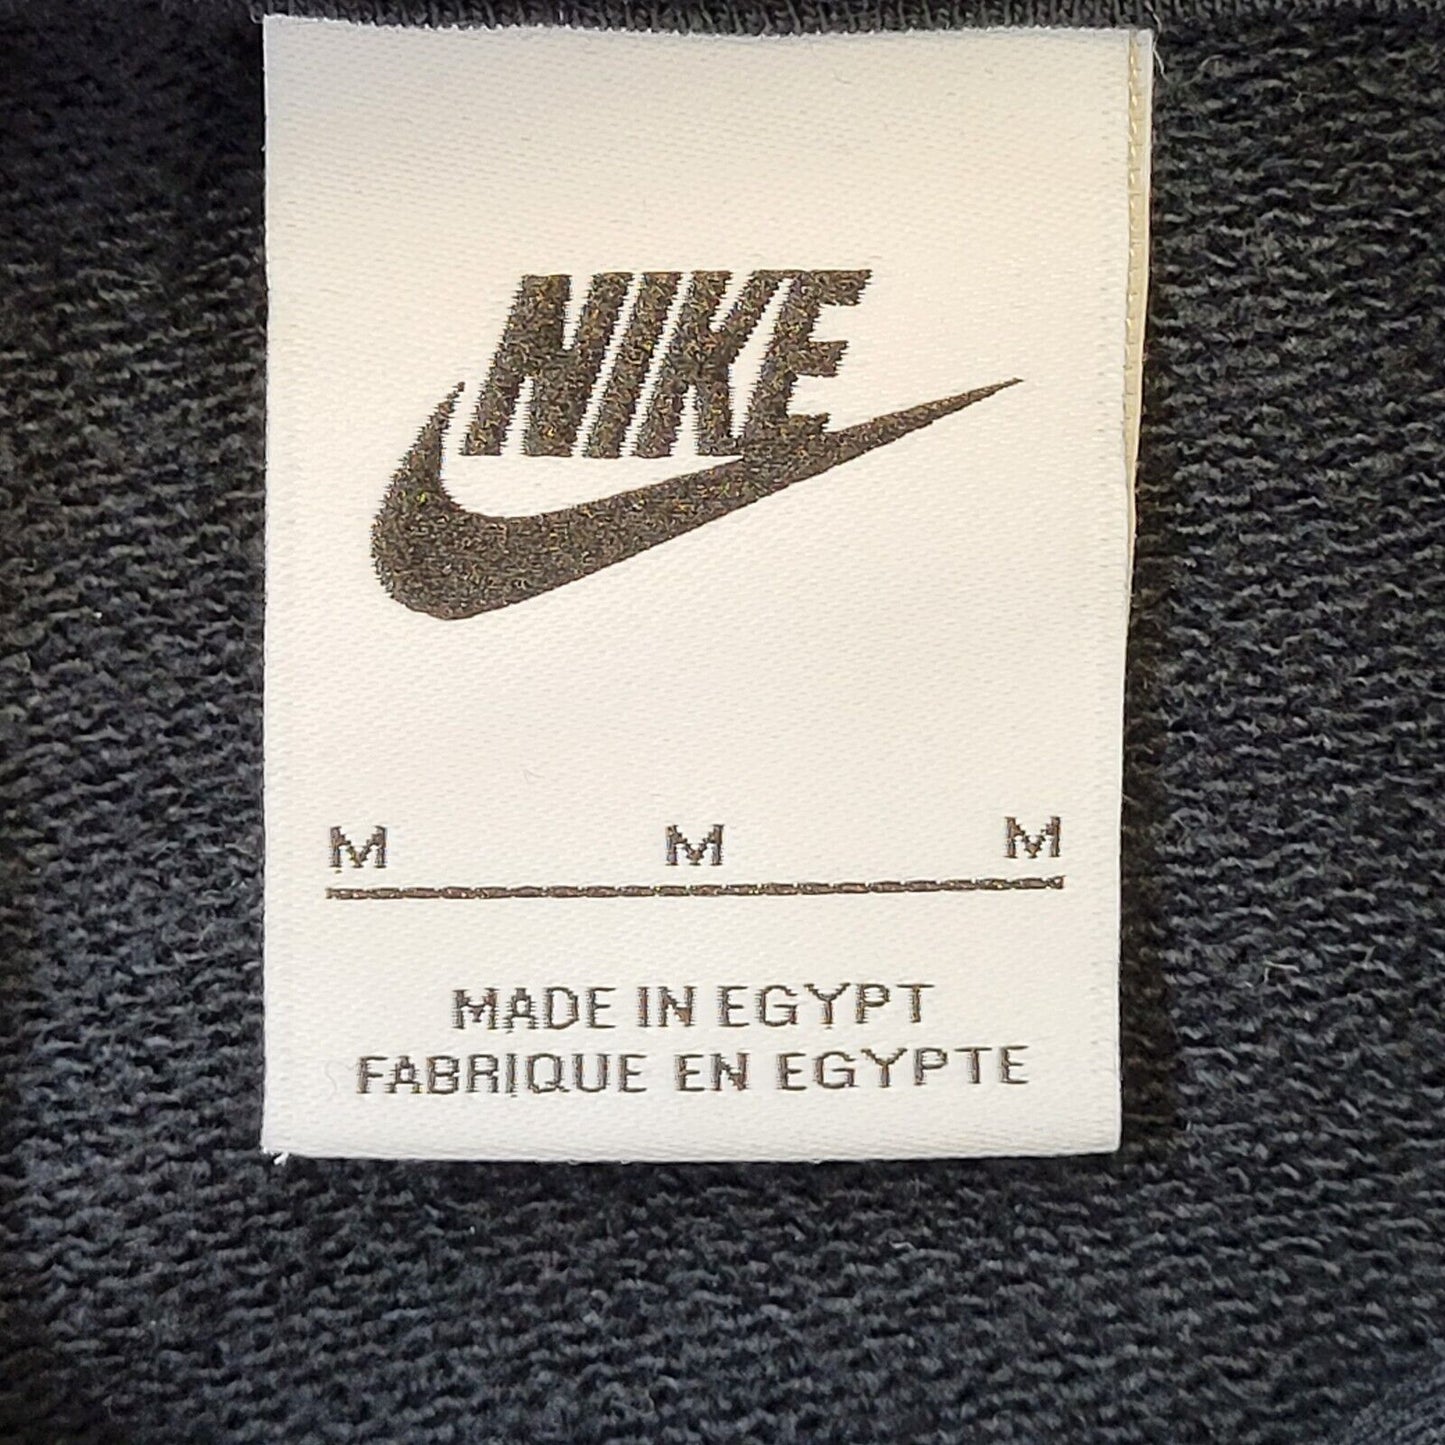 NIKE
M M M
MADE IN EGYPT
FABRIQUE EN EGYPTE